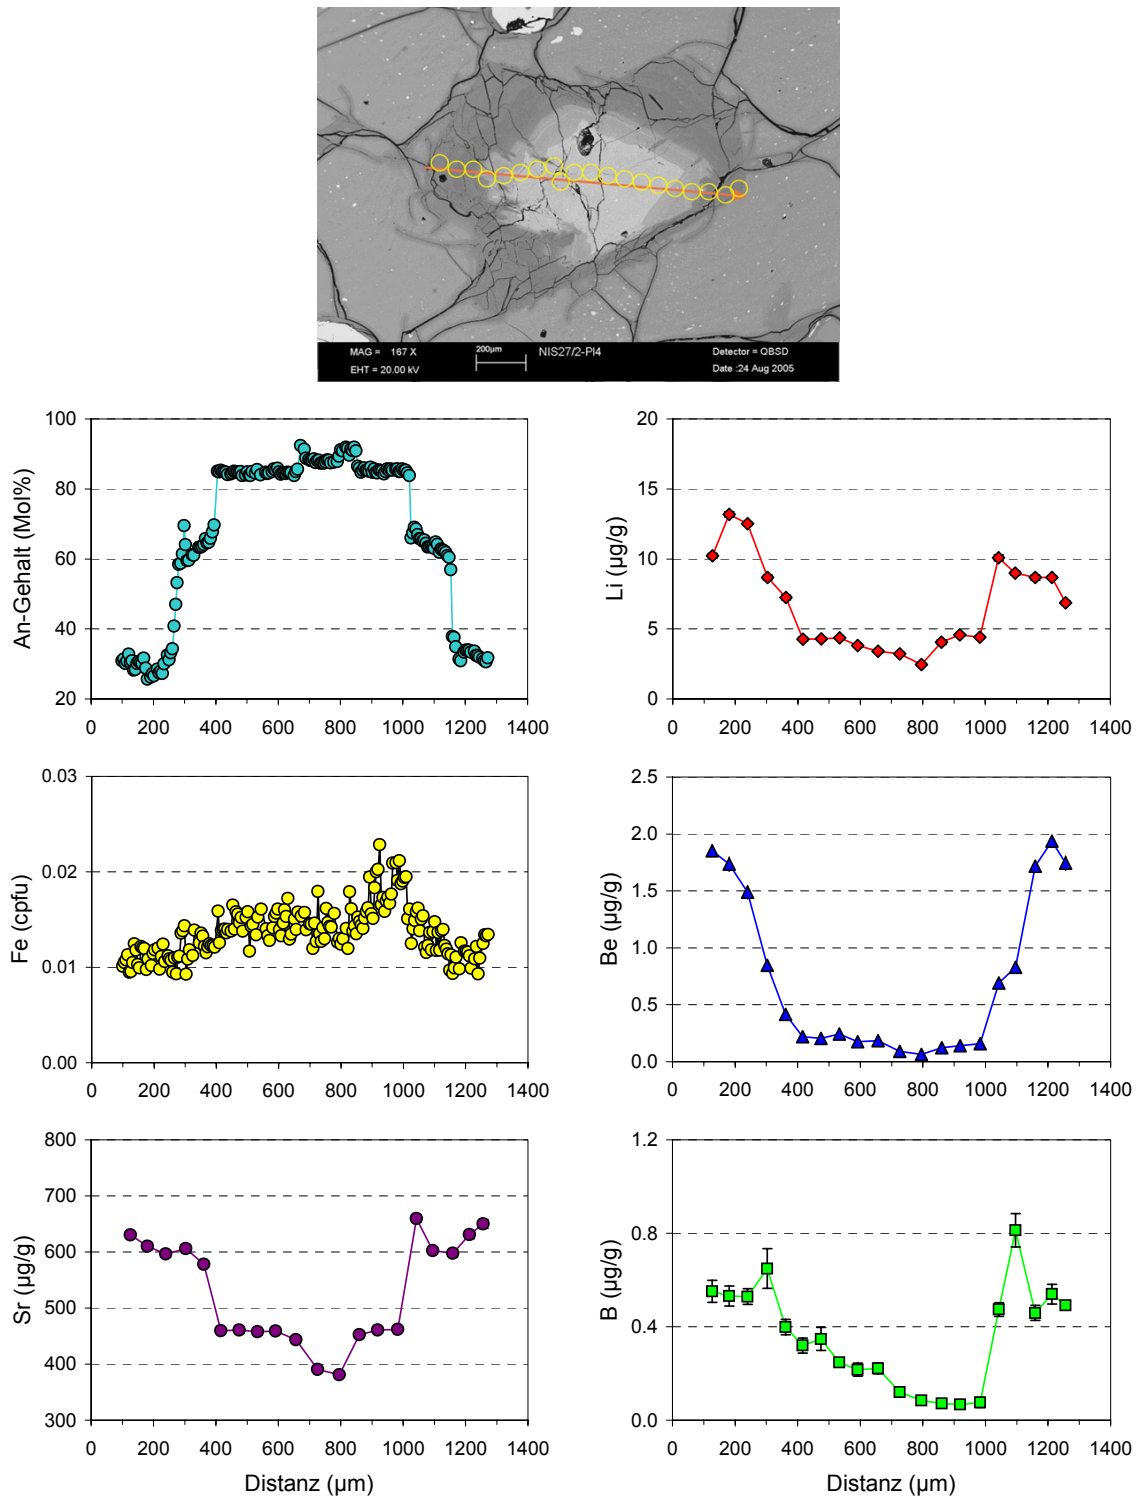 MAG = 167 X
200µm
NIS27/2-Pl4
Detector = QBSD
EHT = 20.00 kV
Date :24 Aug 2005
An-Gehalt (Mol%)
100
80
60
40
20
0 200 400 600 800 1000 1200 1400
Li (µg/g)
20
15
10
5
0
0 200 400 600 800 1000 1200 1400
Fe (cpfu)
0.03
0.02
0.01
0.00
0 200 400 600 800 1000 1200 1400
Be (µg/g)
2.5
2.0
1.5
1.0
0.5
0.0
0 200 400 600 800 1000 1200 1400
Sr (µg/g)
800
700
600
500
400
300
0 200 400 600 800 1000 1200 1400
Distanz (µm)
B (µg/g)
1.2
0.8
0.4
0.0
0 200 400 600 800 1000 1200 1400
Distanz (µm)